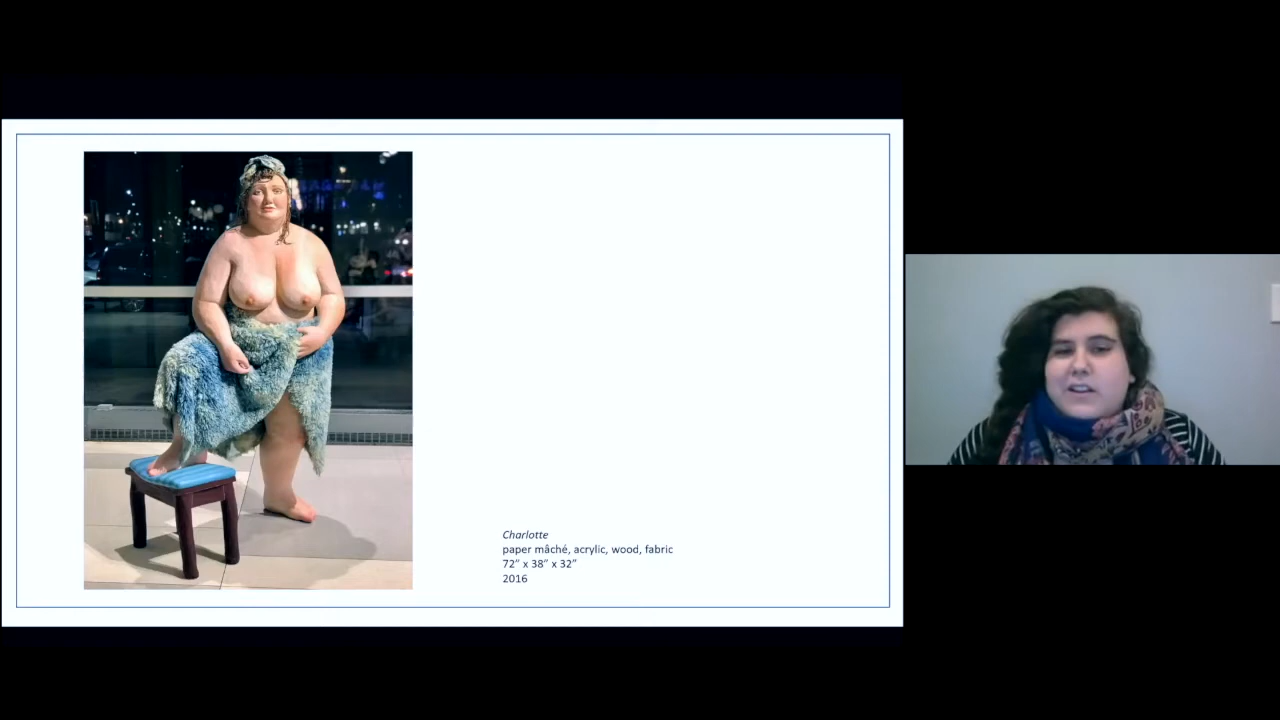 Charlotte
paper mâché, acrylic, wood, fabric
72" x 38" x 32"
2016